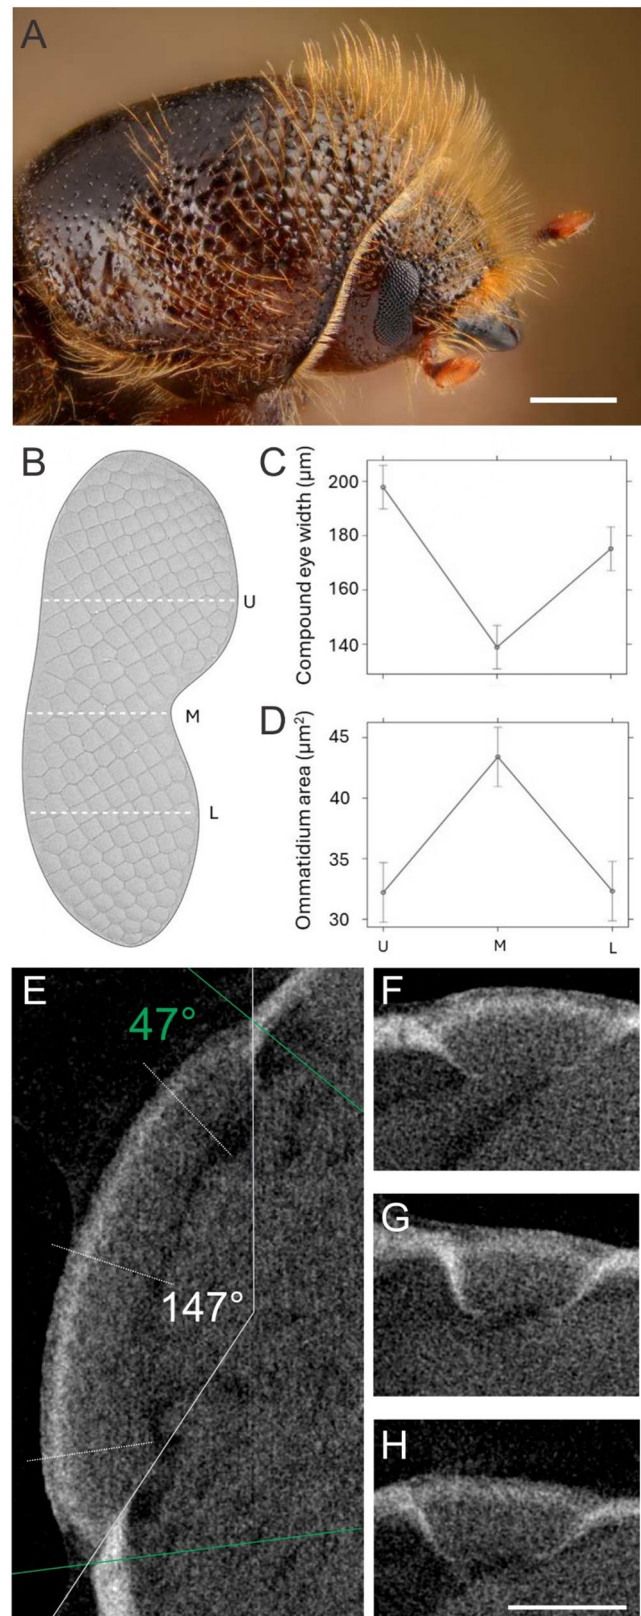 A
B
U
M
L
C
Compound eye width (µm)
200
180
160
140
D
Ommatidium area (µm²)
45
40
35
30
U
M
L
E
47°
147°
F
G
H